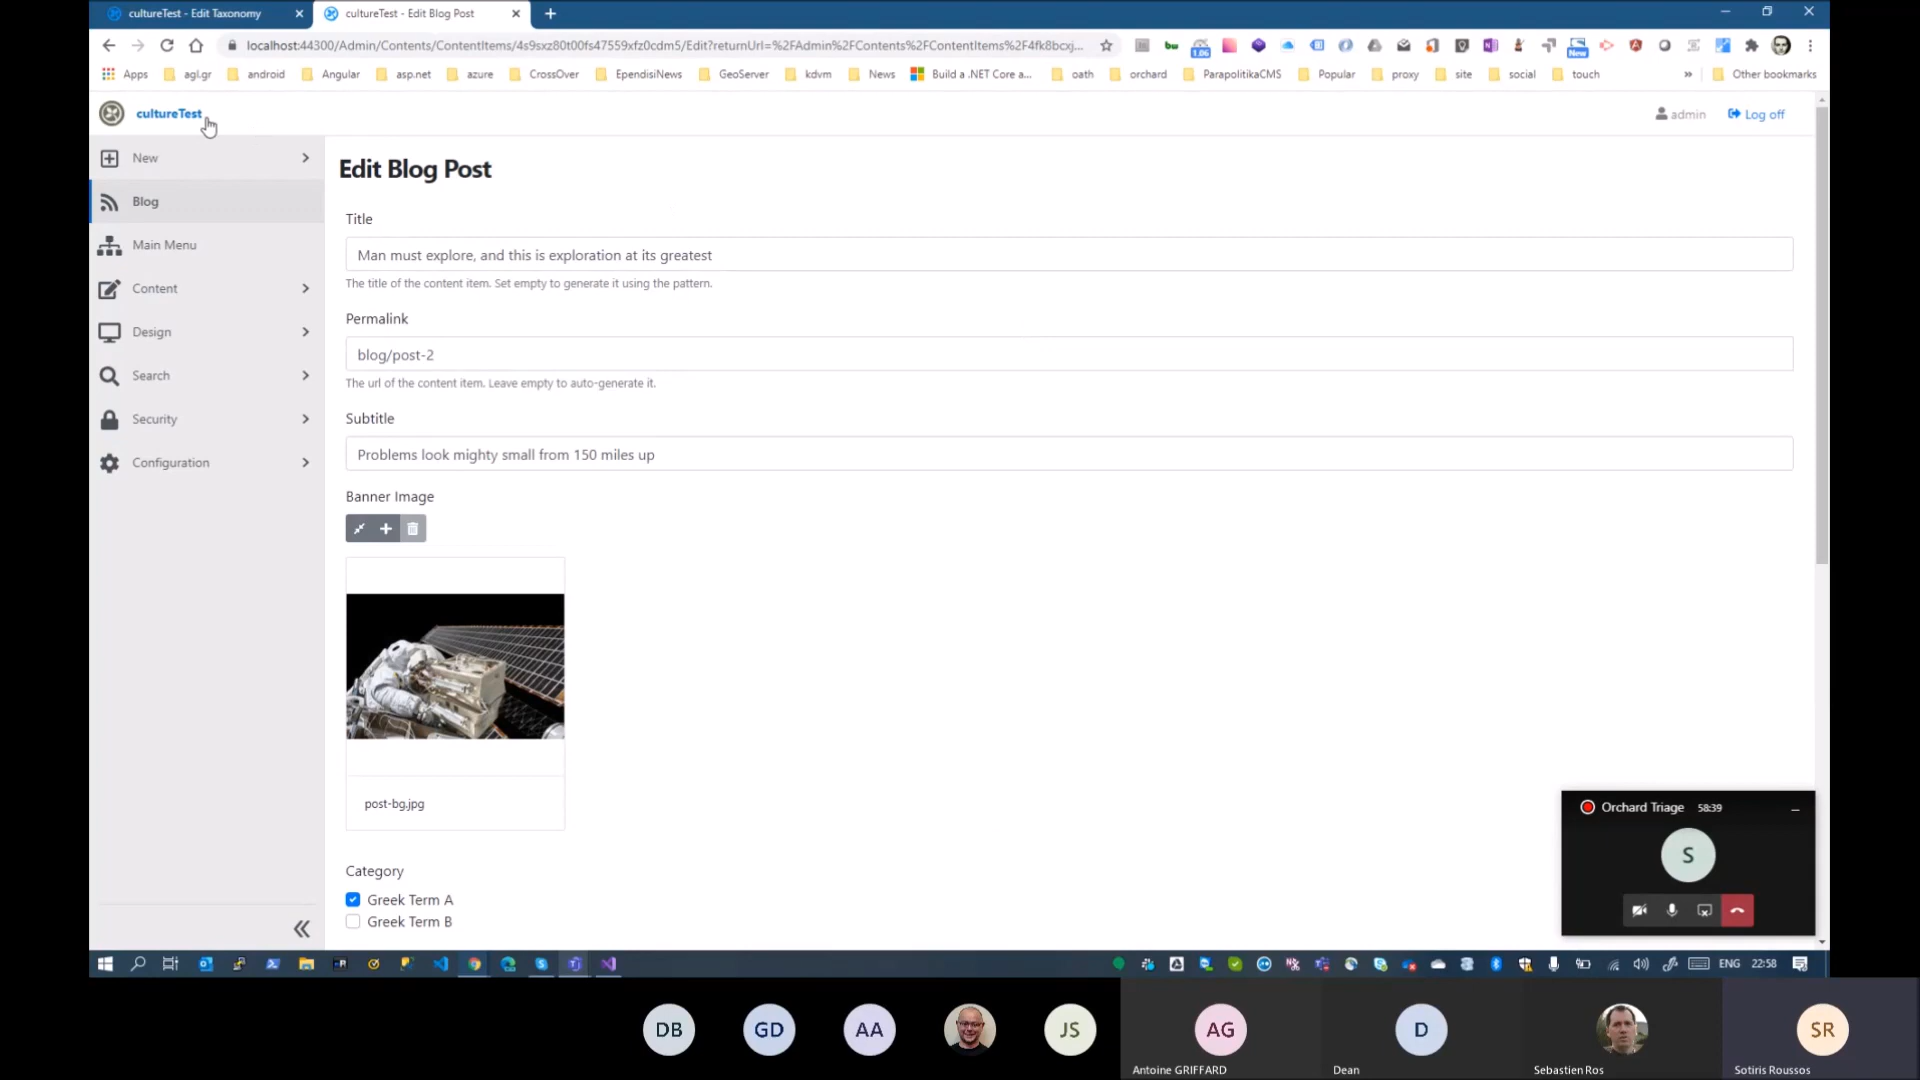 cultureTest - Edit Taxonomy
cultureTest - Edit Blog Post
localhost:44300/Admin/Contents/ContentItems/4s9sxz80t00fs47559xfz0cdm5/Edit?returnUrl=%2FAdmin%2FContents%2FContentItems%2F4fk8bcxj...
1.06
New
Apps
agl.gr
android
Angular
asp.net
azure
CrossOver
EpendisiNews
GeoServer
kdvm
News
Build a .NET Core a...
oath
orchard
ParapolitikaCMS
Popular
proxy
site
social
touch
»
Other bookmarks
cultureTest
admin
Log off
New
Blog
Main Menu
Content
Design
Search
Security
Configuration
Edit Blog Post
Title
Man must explore, and this is exploration at its greatest
The title of the content item. Set empty to generate it using the pattern.
Permalink
blog/post-2
The url of the content item. Leave empty to auto-generate it.
Subtitle
Problems look mighty small from 150 miles up
Banner Image
post-bg.jpg
Category
Greek Term A
Greek Term B
Orchard Triage 58:39
S
ENG 22:58
DB
GD
AA
JS
AG
D
SR
Antoine GRIFFARD
Dean
Sebastien Ros
Sotiris Roussos